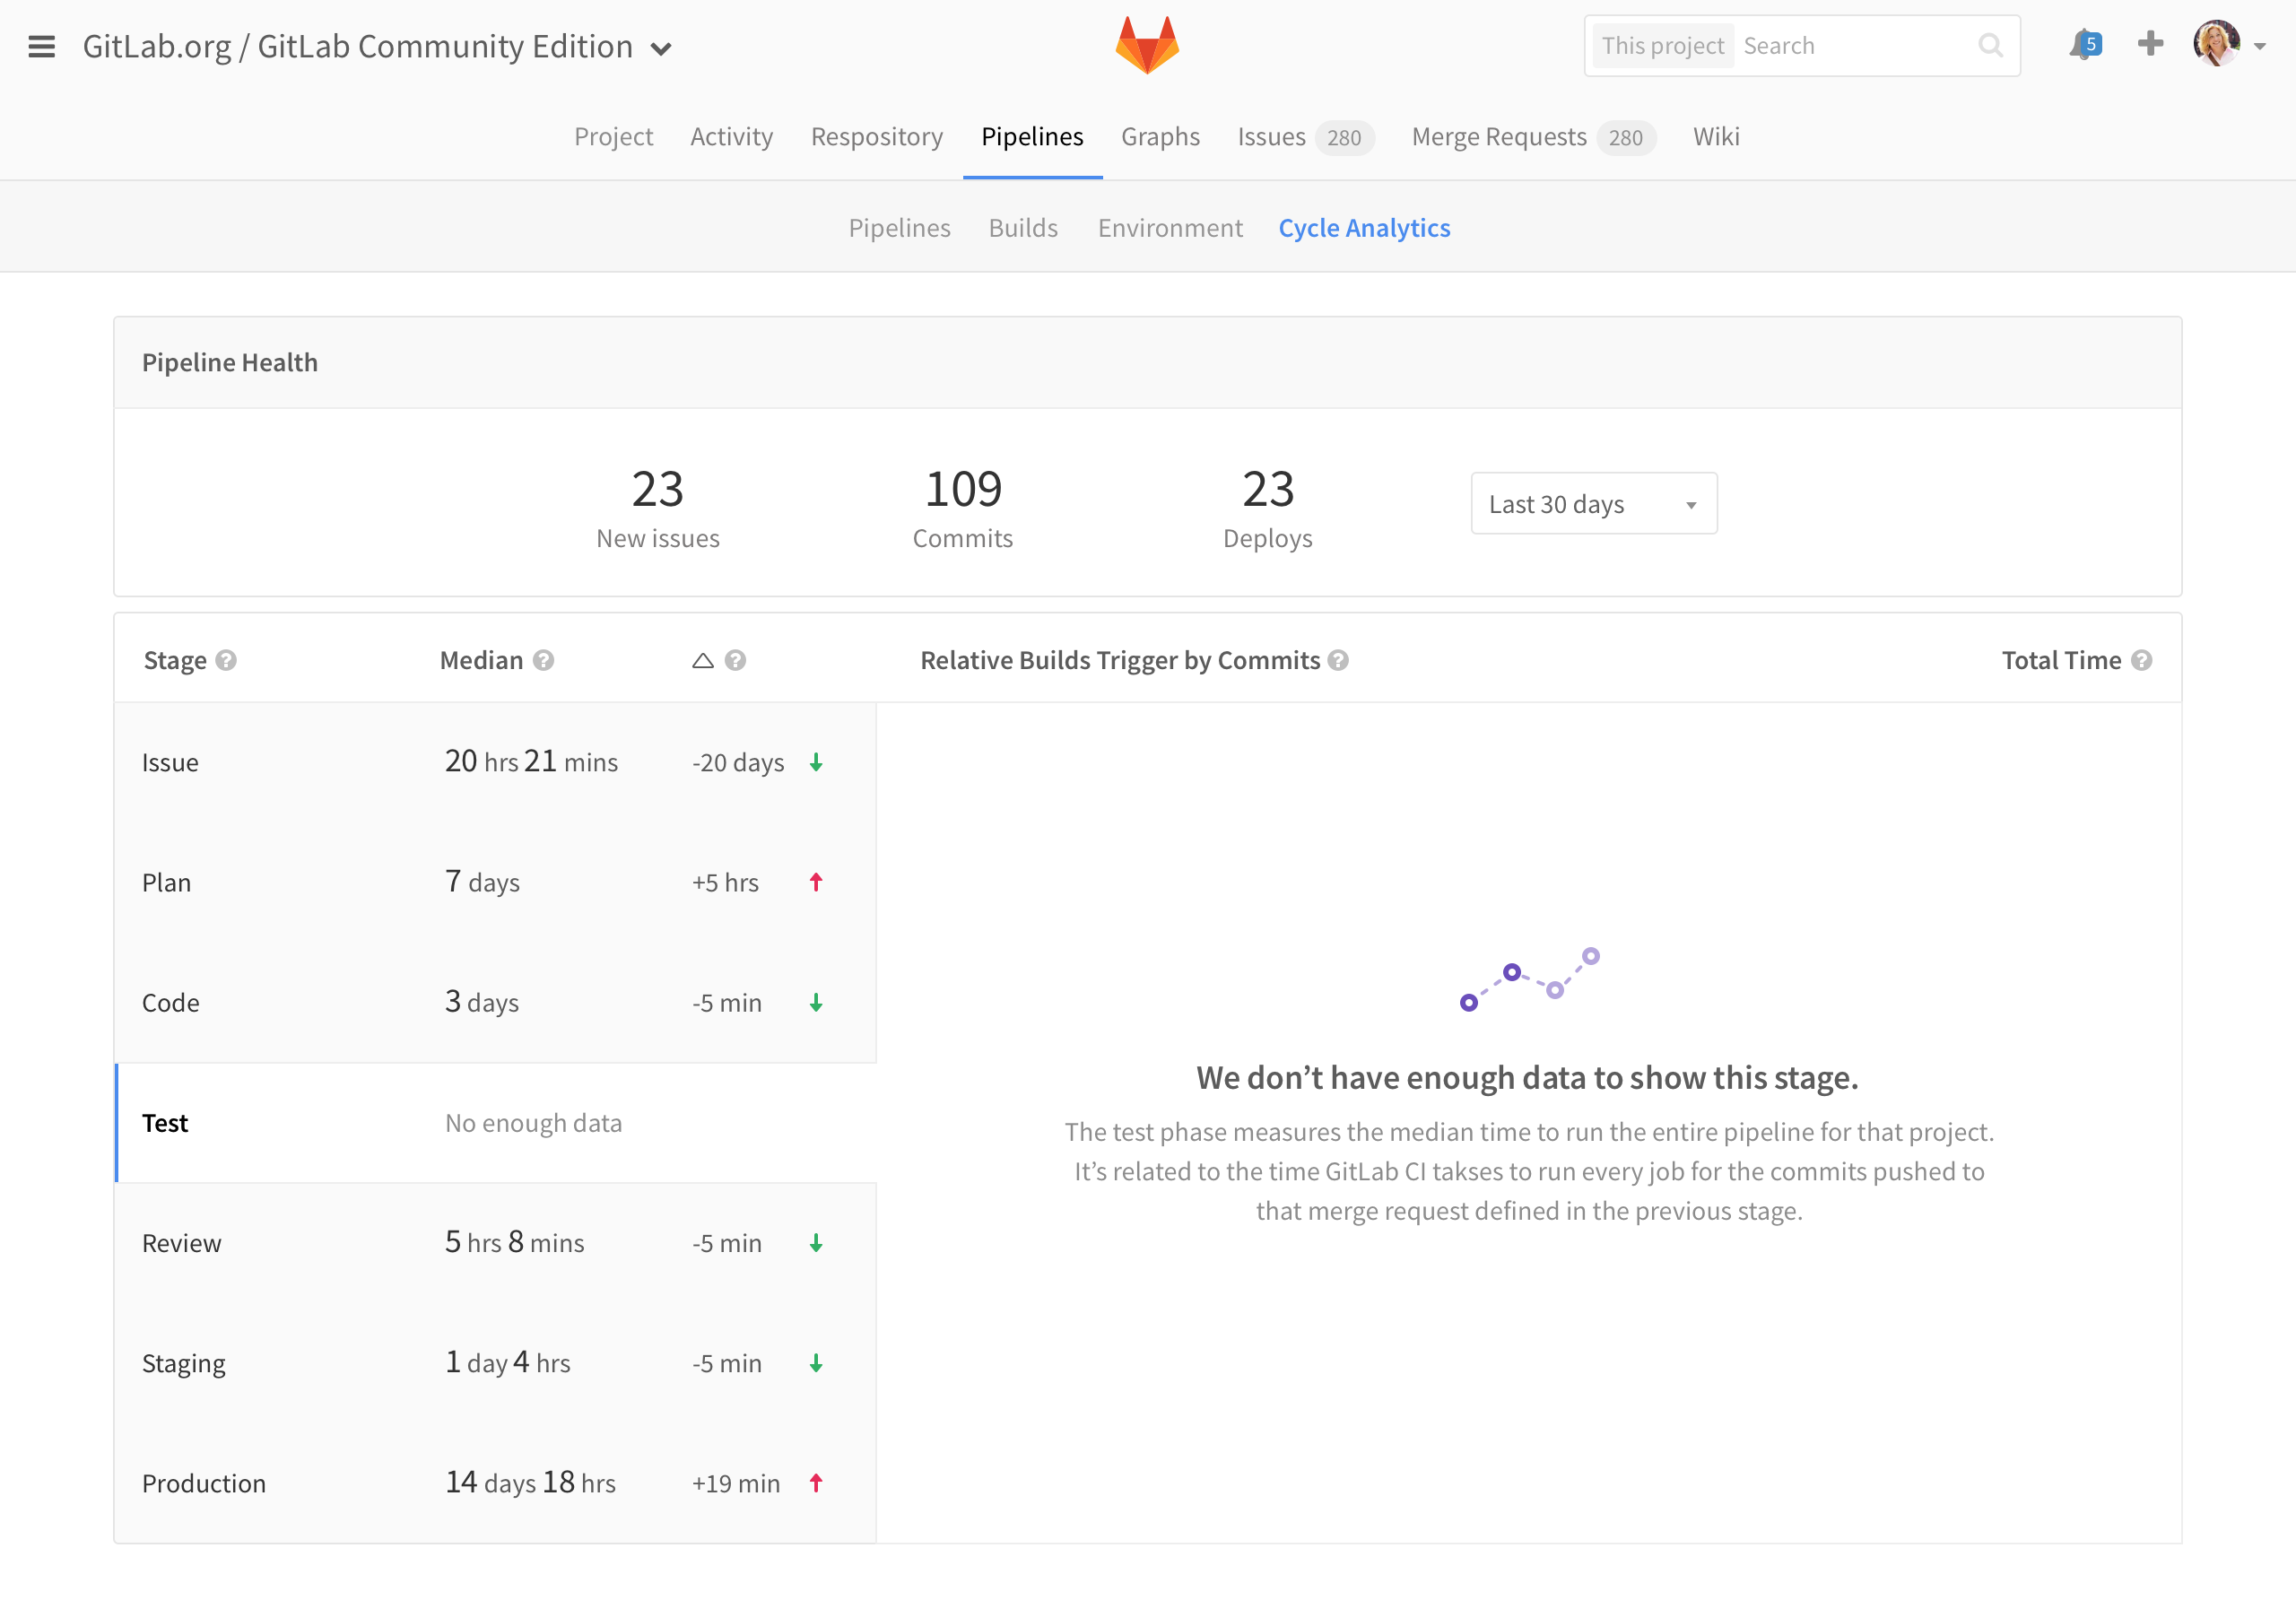 GitLab.org / GitLab Community Edition
This project Search
5
Project Activity Respository Pipelines Graphs Issues 280 Merge Requests 280 Wiki
Pipelines Builds Environment Cycle Analytics
Pipeline Health
23 109 23
New issues Commits Deploys
Last 30 days
Stage ? Median ? △ ? Relative Builds Trigger by Commits ? Total Time ?
Issue 20 hrs 21 mins -20 days
Plan 7 days +5 hrs
Code 3 days -5 min
Test No enough data
Review 5 hrs 8 mins -5 min
Staging 1 day 4 hrs -5 min
Production 14 days 18 hrs +19 min
We don’t have enough data to show this stage.
The test phase measures the median time to run the entire pipeline for that project.
It’s related to the time GitLab CI takses to run every job for the commits pushed to
that merge request defined in the previous stage.